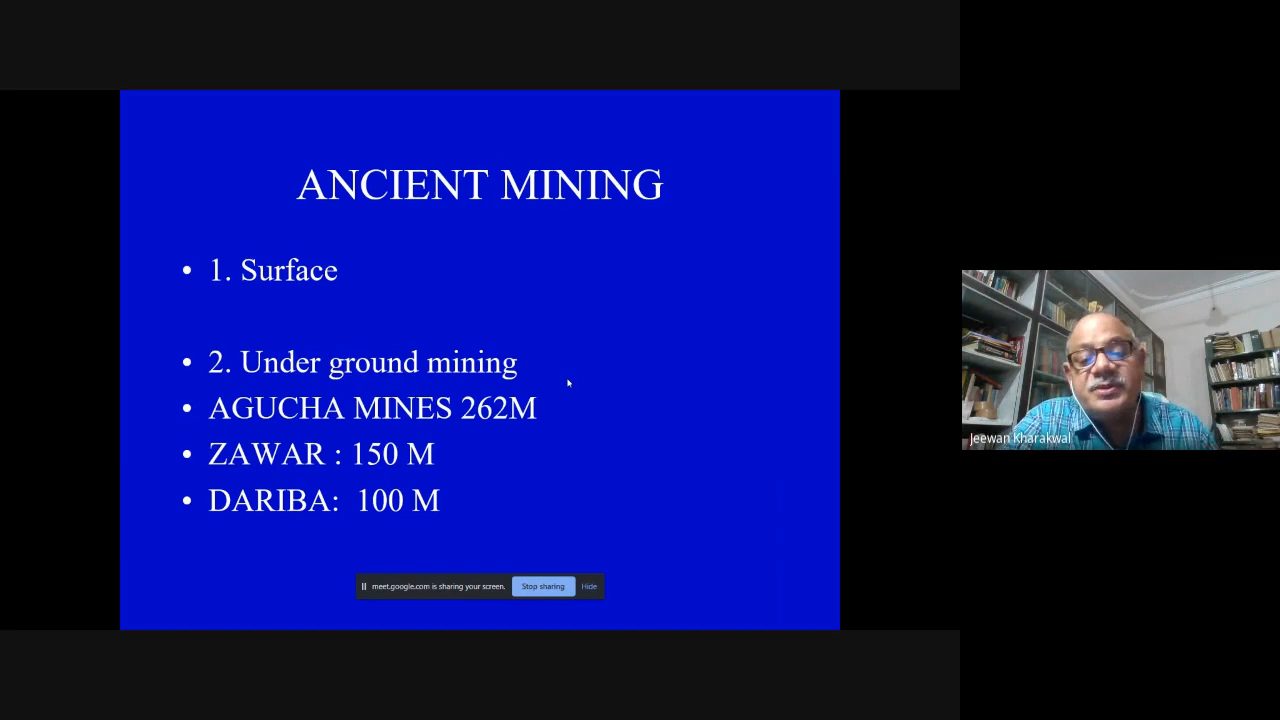 ANCIENT MINING
• 1. Surface
• 2. Under ground mining
• AGUCHA MINES 262M
• ZAWAR : 150 M
• DARIBA: 100 M
meet.google.com is sharing your screen. Stop sharing Hide
Jeewan Kharakwal